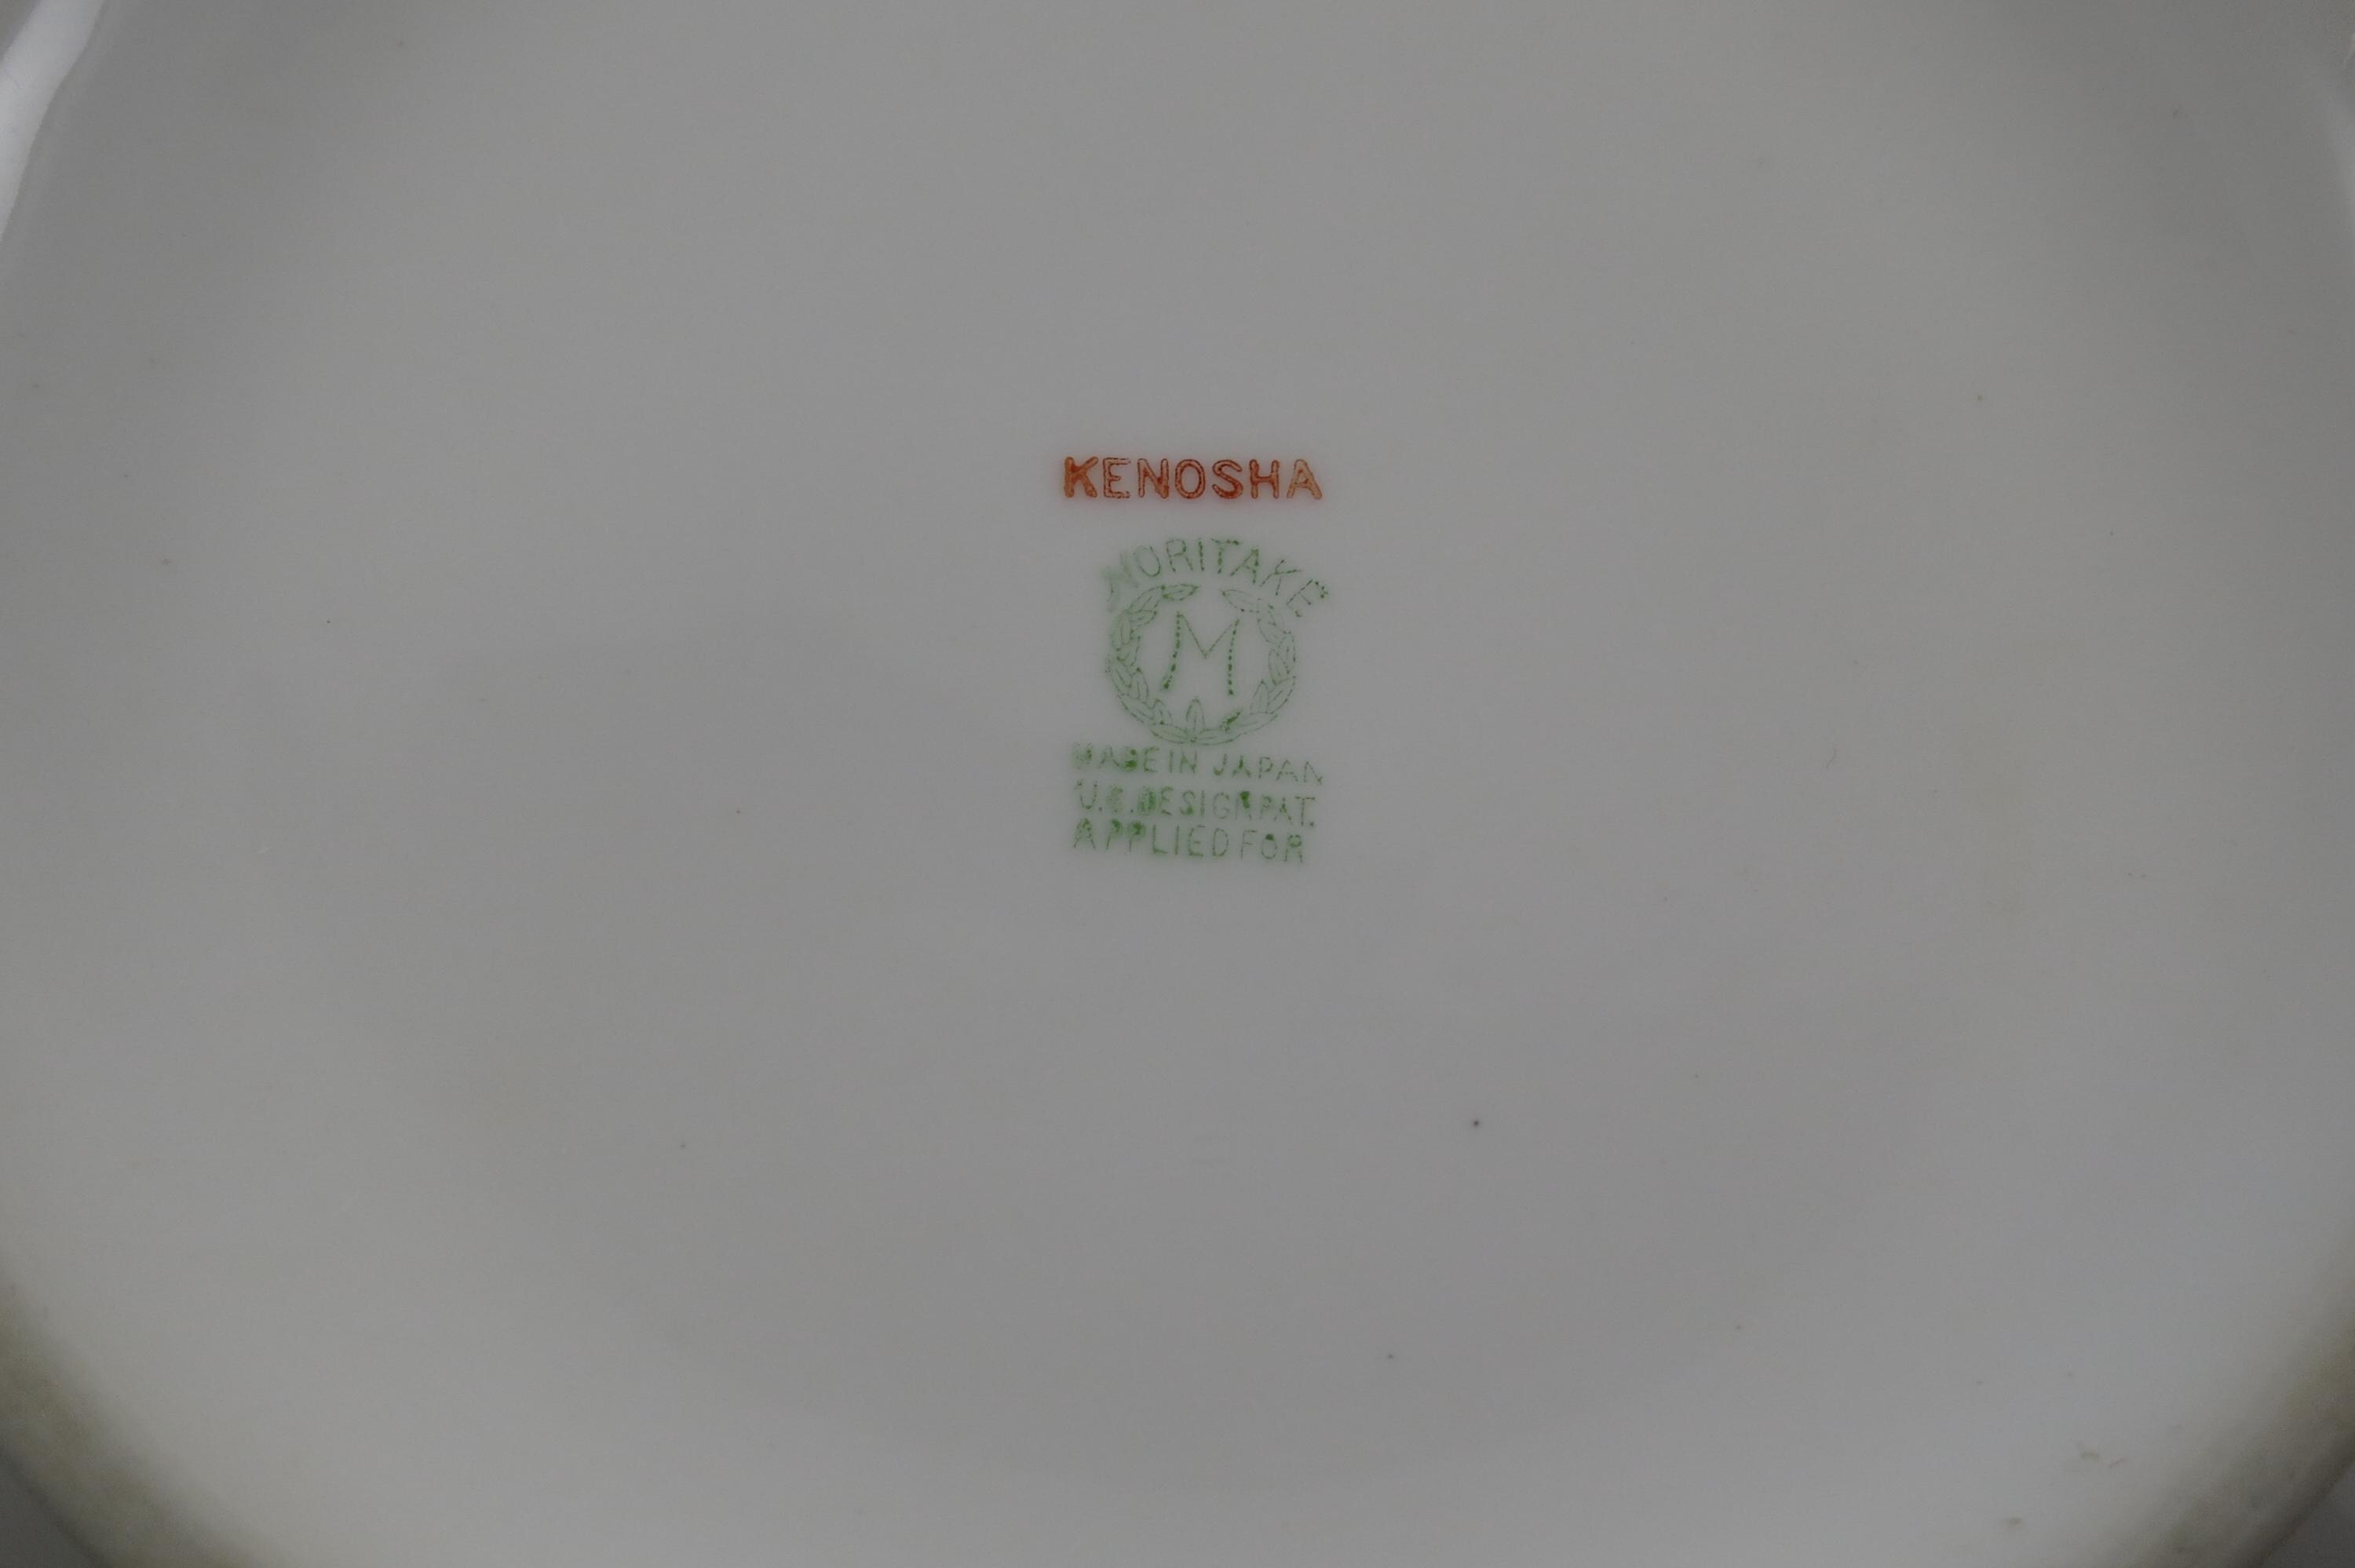 KENOSHA
NORITAKE
M
MADE IN JAPAN
U.S. DESIGN PAT.
APPLIED FOR